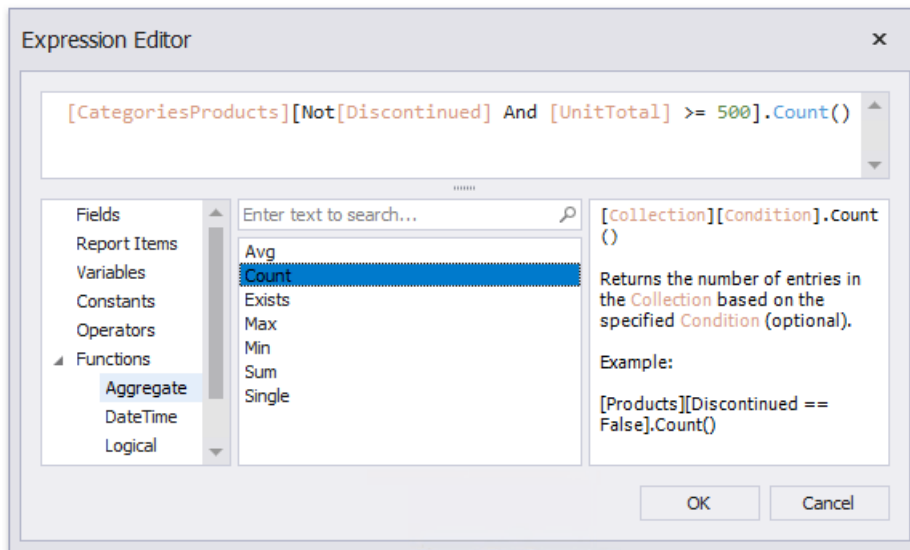 Expression Editor
[CategoriesProducts][Not[Discontinued] And [UnitTotal] >= 500].Count()
Fields
Report Items
Variables
Constants
Operators
Functions
Aggregate
DateTime
Logical
Enter text to search...
Avg
Count
Exists
Max
Min
Sum
Single
[Collection][Condition].Count
()
Returns the number of entries in
the Collection based on the
specified Condition (optional).
Example:
[Products][Discontinued ==
False].Count()
OK
Cancel